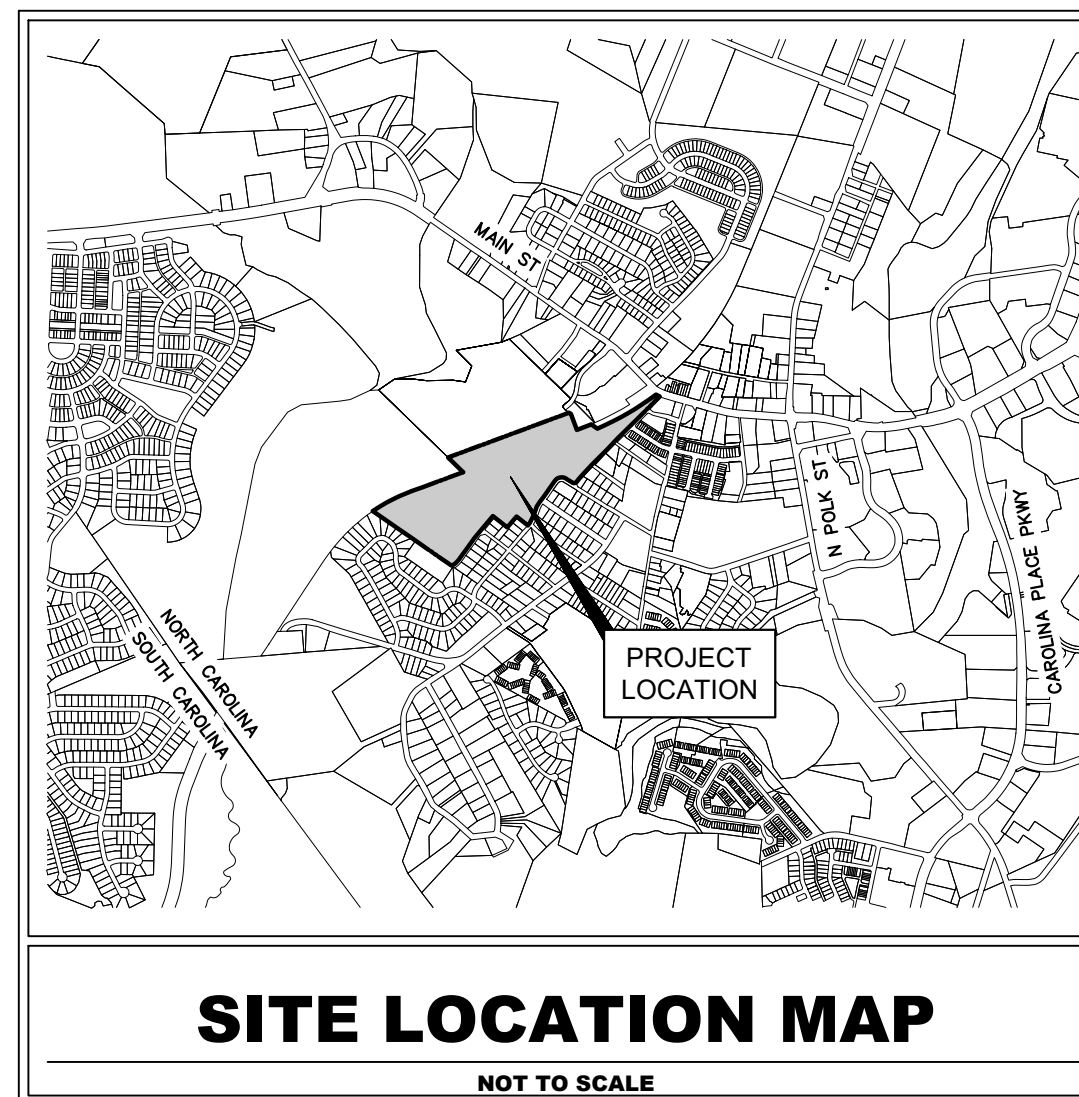 MAIN ST
N POLK ST
CAROLINA PLACE PKWY
NORTH CAROLINA
SOUTH CAROLINA
PROJECT
LOCATION
SITE LOCATION MAP
NOT TO SCALE